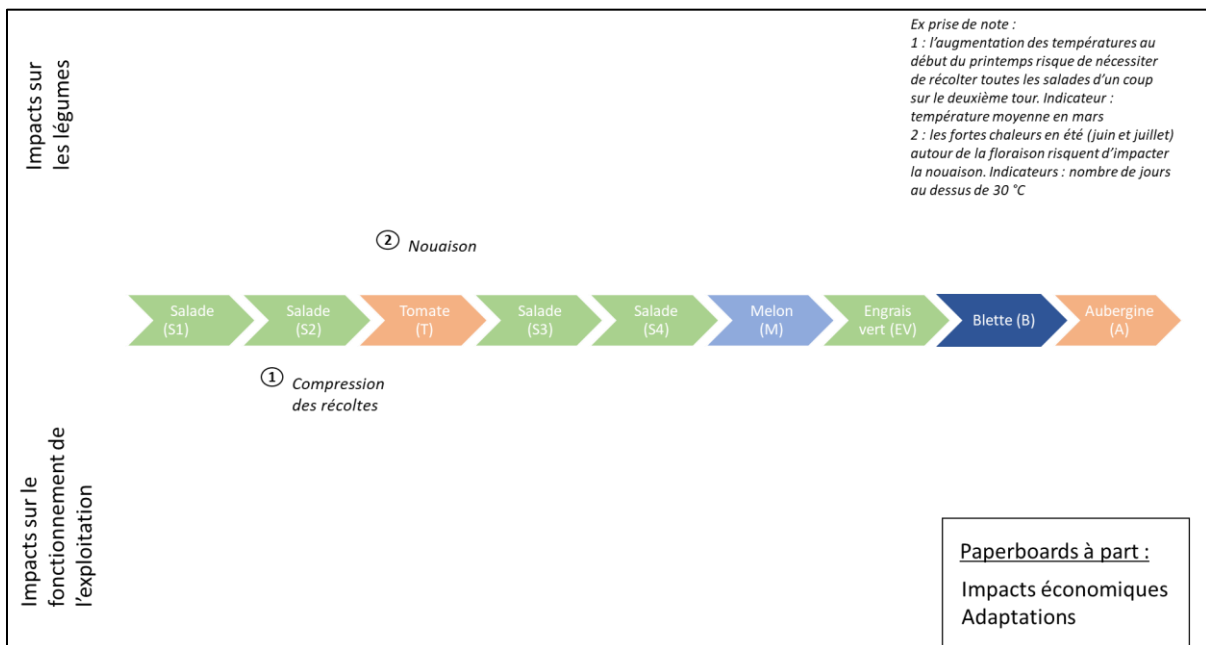 Impacts sur
les légumes
Ex prise de note :
1 : l’augmentation des températures au
début du printemps risque de nécessiter
de récolter toutes les salades d’un coup
sur le deuxième tour. Indicateur :
température moyenne en mars
2 : les fortes chaleurs en été (juin et juillet)
autour de la floraison risquent d’impacter
la nouaison. Indicateurs : nombre de jours
au dessus de 30 °C
2 Nouaison
Salade
(S1)
Salade
(S2)
Tomate
(T)
Salade
(S3)
Salade
(S4)
Melon
(M)
Engrais
vert (EV)
Blette (B)
Aubergine
(A)
1 Compression
des récoltes
Impacts sur le
fonctionnement de
l’exploitation
Paperboards à part :
Impacts économiques
Adaptations